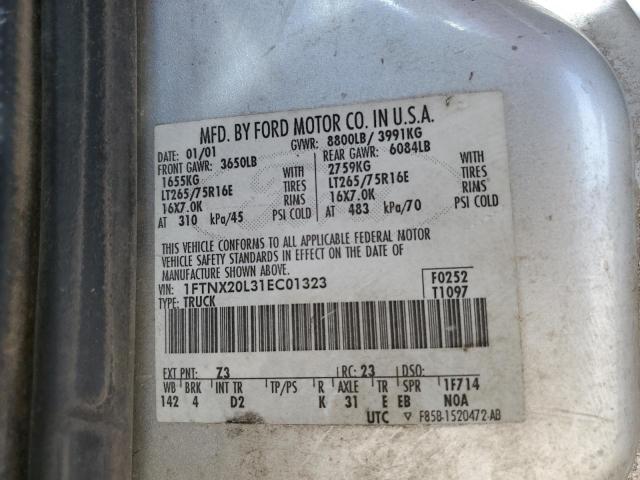 MFD. BY FORD MOTOR CO. IN U.S.A.
DATE: 01/01 GVWR: 8800LB/ 3991KG
FRONT GAWR: 3650LB REAR GAWR: 6084LB
1655KG WITH 2759KG WITH
LT265/75R16E TIRES LT265/75R16E TIRES
16X7.0K RIMS 16X7.0K RIMS
AT 310 kPa/45 PSI COLD AT 483 kPa/70 PSI COLD
THIS VEHICLE CONFORMS TO ALL APPLICABLE FEDERAL MOTOR
VEHICLE SAFETY STANDARDS IN EFFECT ON THE DATE OF
MANUFACTURE SHOWN ABOVE.
VIN: 1FTNX20L31EC01323 F0252
TYPE: TRUCK T1097
EXT PNT: Z3 RC: 23 DSO:
WB BRK INT TR TP/PS R AXLE TR SPR 1F714
142 4 D2 K 31 E EB N0A
UTC ▽ F85B-1520472-AB